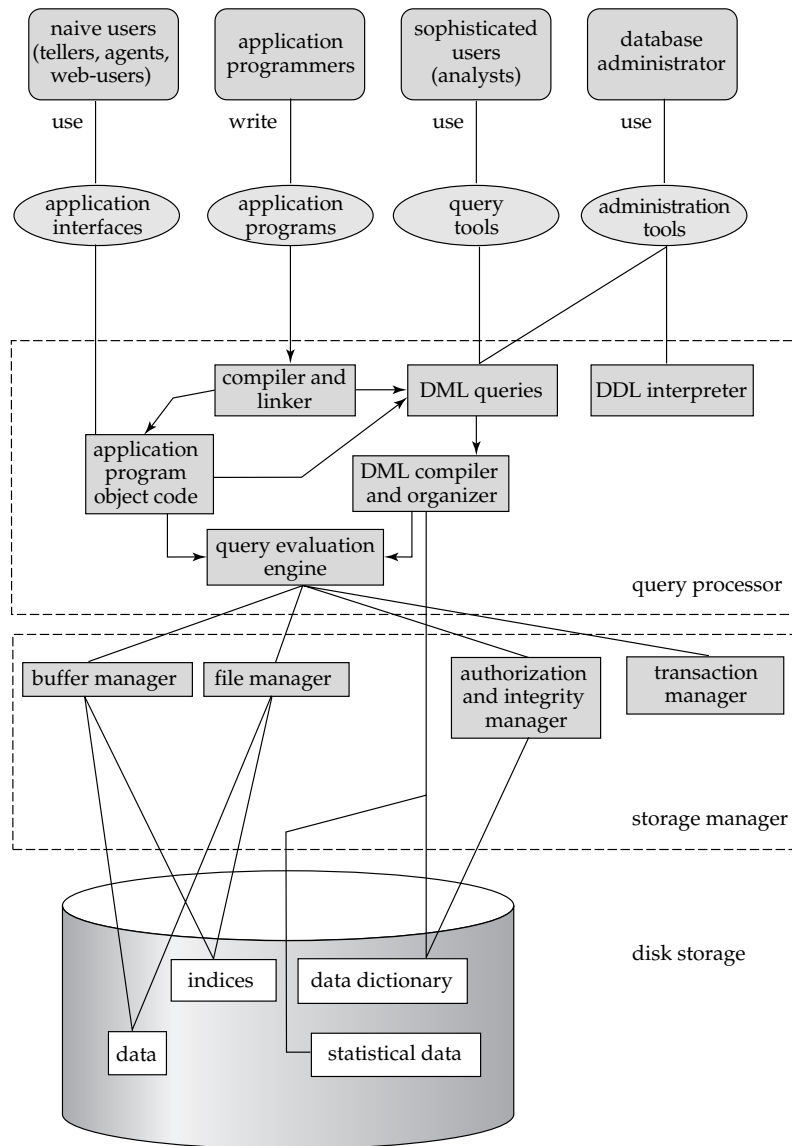 naive users
(tellers, agents,
web-users)
application
programmers
sophisticated
users
(analysts)
database
administrator
use
write
use
use
application
interfaces
application
programs
query
tools
administration
tools
compiler and
linker
DML queries
DDL interpreter
application
program
object code
DML compiler
and organizer
query evaluation
engine
query processor
buffer manager
file manager
authorization
and integrity
manager
transaction
manager
storage manager
disk storage
indices
data dictionary
data
statistical data